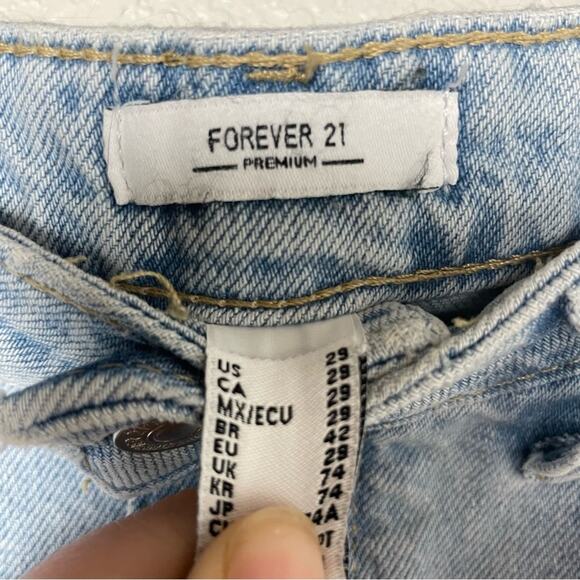 FOREVER 21
PREMIUM
US 29
CA 29
MX/ECU 29
BR 42
EU 29
UK 74
KR 74
JP